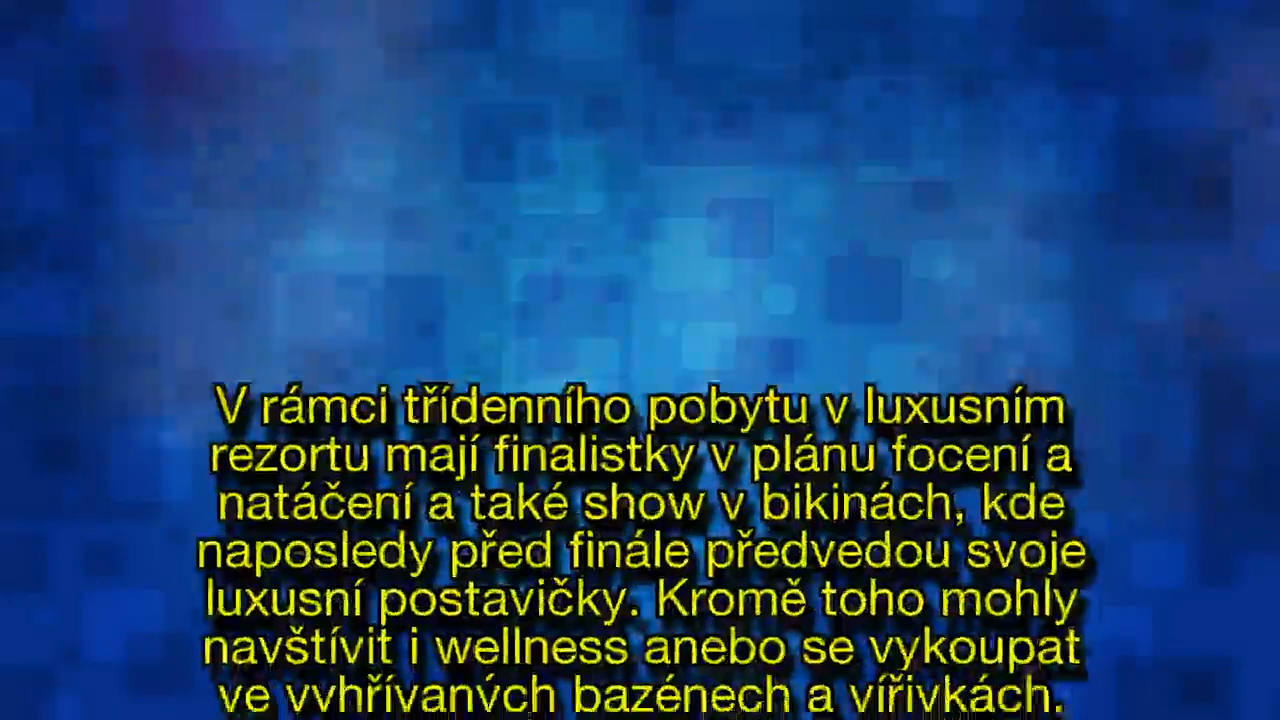 V rámci třídenního pobytu v luxusním
rezortu mají finalistky v plánu focení a
natáčení a také show v bikinách, kde
naposledy před finále předvedou svoje
luxusní postavičky. Kromě toho mohly
navštívit i wellness anebo se vykoupat
ve vyhřívaných bazénech a vířivkách.